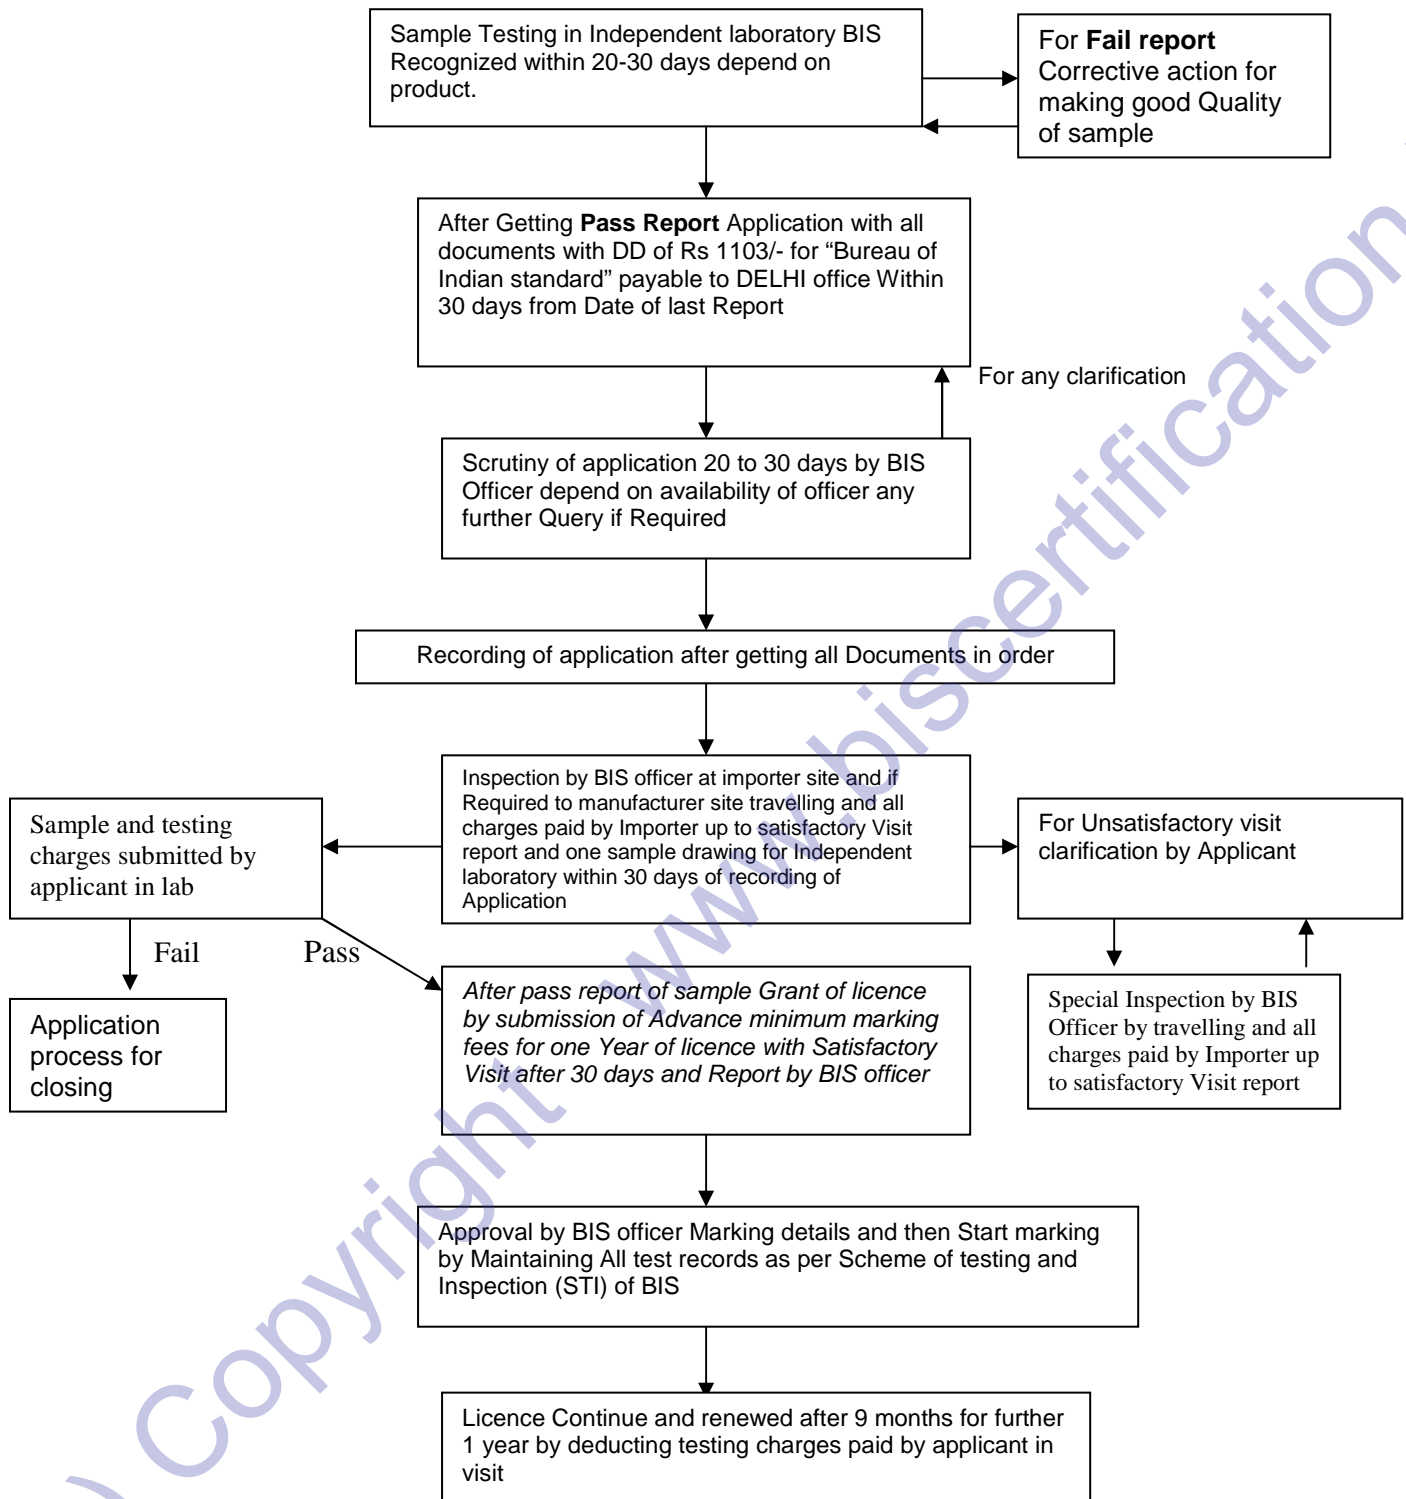 Sample Testing in Independent laboratory BIS
Recognized within 20-30 days depend on
product.
For Fail report
Corrective action for
making good Quality
of sample
After Getting Pass Report Application with all
documents with DD of Rs 1103/- for “Bureau of
Indian standard” payable to DELHI office Within
30 days from Date of last Report
For any clarification
Scrutiny of application 20 to 30 days by BIS
Officer depend on availability of officer any
further Query if Required
Recording of application after getting all Documents in order
Inspection by BIS officer at importer site and if
Required to manufacturer site travelling and all
charges paid by Importer up to satisfactory Visit
report and one sample drawing for Independent
laboratory within 30 days of recording of
Application
Sample and testing
charges submitted by
applicant in lab
For Unsatisfactory visit
clarification by Applicant
Fail
Pass
Application
process for
closing
After pass report of sample Grant of licence
by submission of Advance minimum marking
fees for one Year of licence with Satisfactory
Visit after 30 days and Report by BIS officer
Special Inspection by BIS
Officer by travelling and all
charges paid by Importer up
to satisfactory Visit report
Approval by BIS officer Marking details and then Start marking
by Maintaining All test records as per Scheme of testing and
Inspection (STI) of BIS
Licence Continue and renewed after 9 months for further
1 year by deducting testing charges paid by applicant in
visit
) Copyright www.biscertification